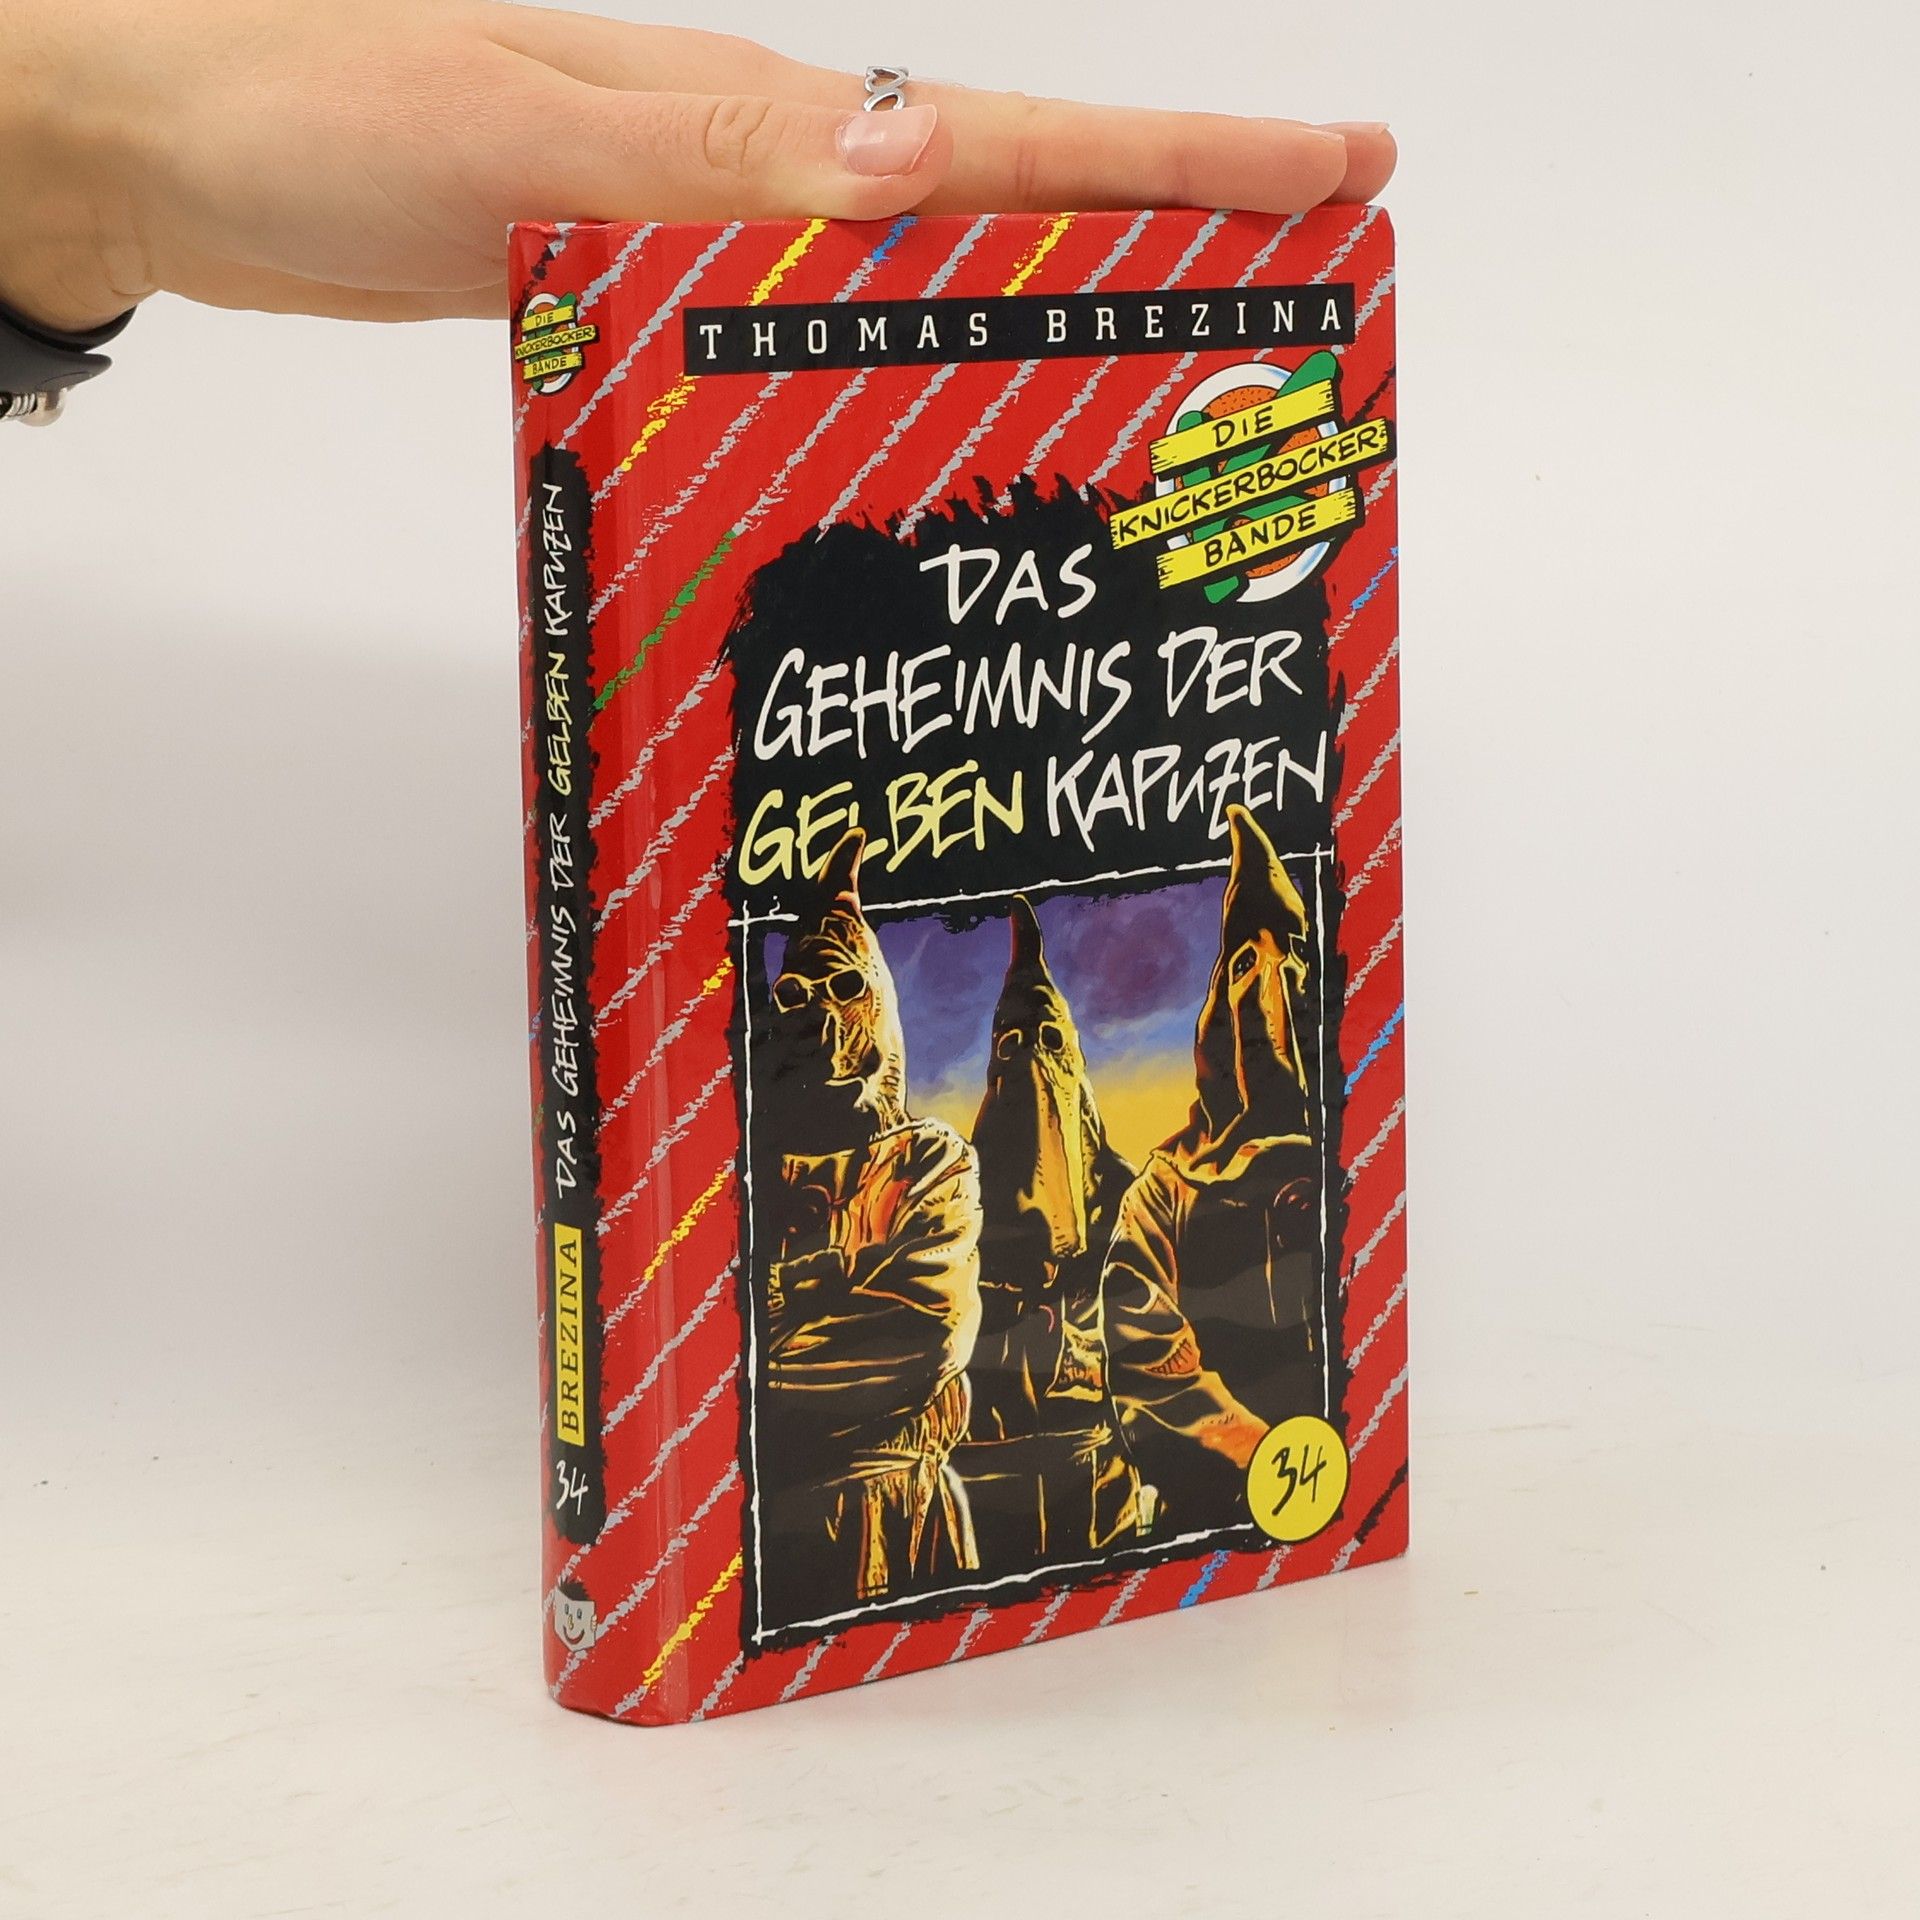 THOMAS BREZINA
DIE
KNICKERBOCKER-
BANDE
DAS
GEHEIMNIS DER
GELBEN KAPUZEN
34
DIE
KNICKERBOCKER-
BANDE
DAS GEHEIMNIS DER GELBEN KAPUZEN
BREZINA
34